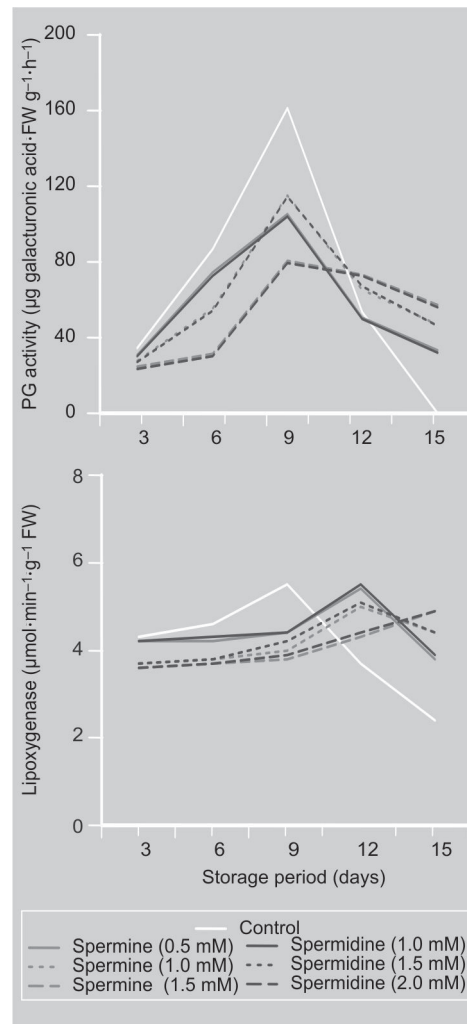 PG activity (µg galacturonic acid·FW g⁻¹·h⁻¹)
200
160
120
80
40
0
3 6 9 12 15
Lipoxygenase (µmol·min⁻¹·g⁻¹ FW)
8
6
4
2
0
3 6 9 12 15
Storage period (days)
Control
Spermine (0.5 mM) Spermidine (1.0 mM)
Spermine (1.0 mM) Spermidine (1.5 mM)
Spermine (1.5 mM) Spermidine (2.0 mM)